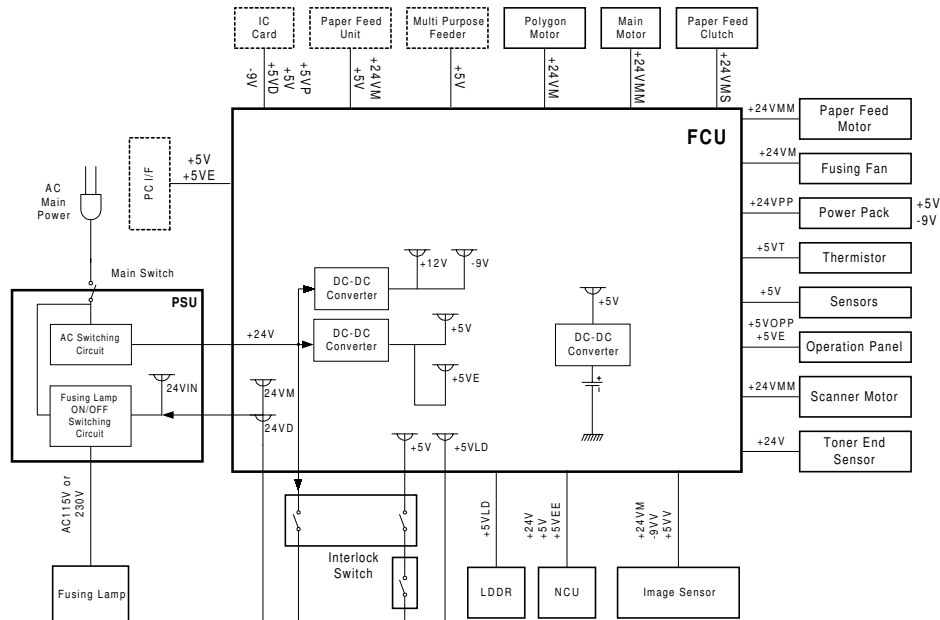 IC
Card
Paper Feed
Unit
Multi Purpose
Feeder
Polygon
Motor
Main
Motor
Paper Feed
Clutch
-9V
+5VD
+5V
+5VP
+5V
+24VM
+5V
+24VM
+24VMM
+24VMS
FCU
+24VMM
Paper Feed
Motor
+24VM
Fusing Fan
+24VPP
Power Pack
+5V
-9V
+5VT
Thermistor
+5V
Sensors
+5VOPP
+5VE
Operation Panel
+24VMM
Scanner Motor
+24V
Toner End
Sensor
PC I/F
+5V
+5VE
AC
Main
Power
Main Switch
PSU
AC Switching
Circuit
Fusing Lamp
ON/OFF
Switching
Circuit
24VIN
+24V
24VM
24VD
DC-DC
Converter
+12V
-9V
DC-DC
Converter
+5V
+5VE
+5V
DC-DC
Converter
+
-
+5V
+5VLD
AC115V or
230V
Fusing Lamp
Interlock
Switch
+5VLD
LDDR
+24V
+5V
+5VEE
NCU
+24VM
-9VV
+5VV
Image Sensor